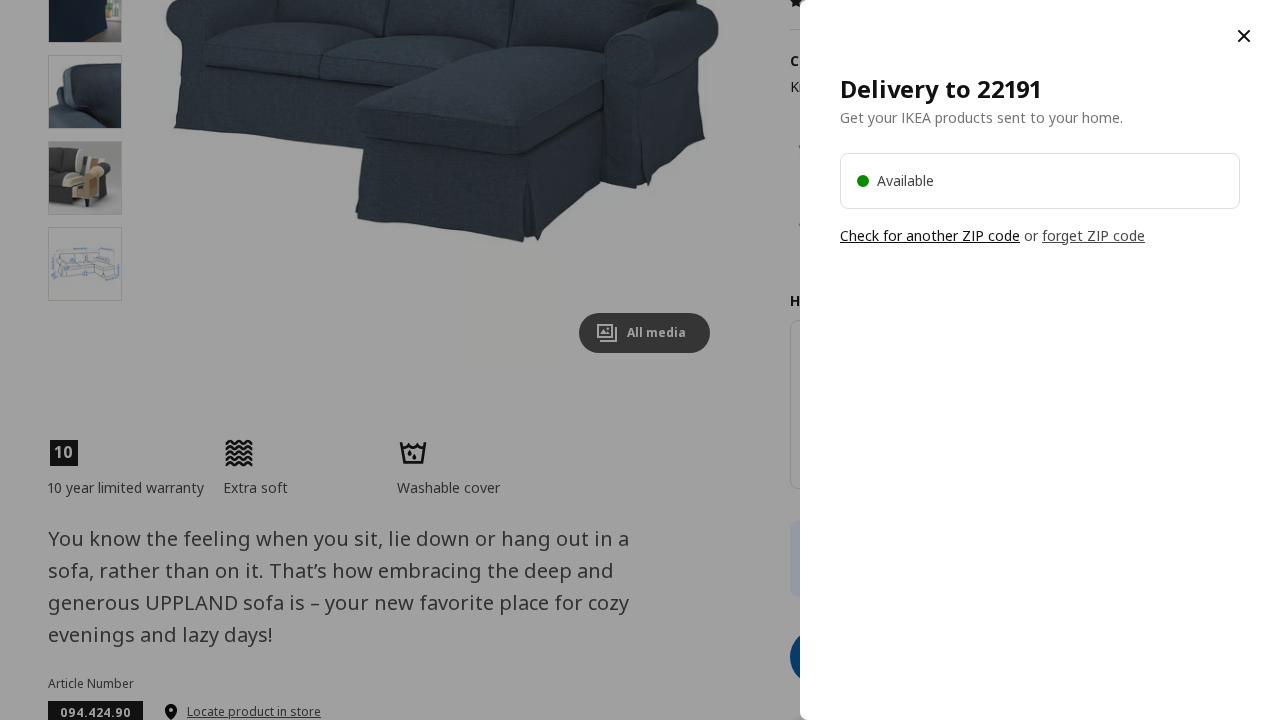 Delivery to 22191
Get your IKEA products sent to your home.
Available
Check for another ZIP code or forget ZIP code
All media
10
10 year limited warranty
Extra soft
Washable cover
You know the feeling when you sit, lie down or hang out in a
sofa, rather than on it. That’s how embracing the deep and
generous UPPLAND sofa is – your new favorite place for cozy
evenings and lazy days!
Article Number
094.424.90
Locate product in store